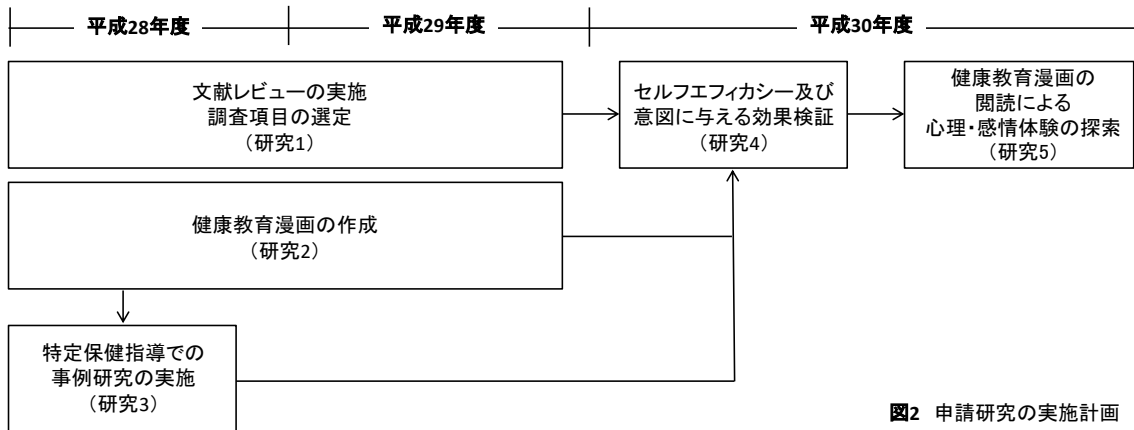 平成28年度
平成29年度
平成30年度
文献レビューの実施
調査項目の選定
(研究1)
セルフエフィカシー及び
意図に与える効果検証
(研究4)
健康教育漫画の
閲読による
心理・感情体験の探索
(研究5)
健康教育漫画の作成
(研究2)
特定保健指導での
事例研究の実施
(研究3)
図2 申請研究の実施計画